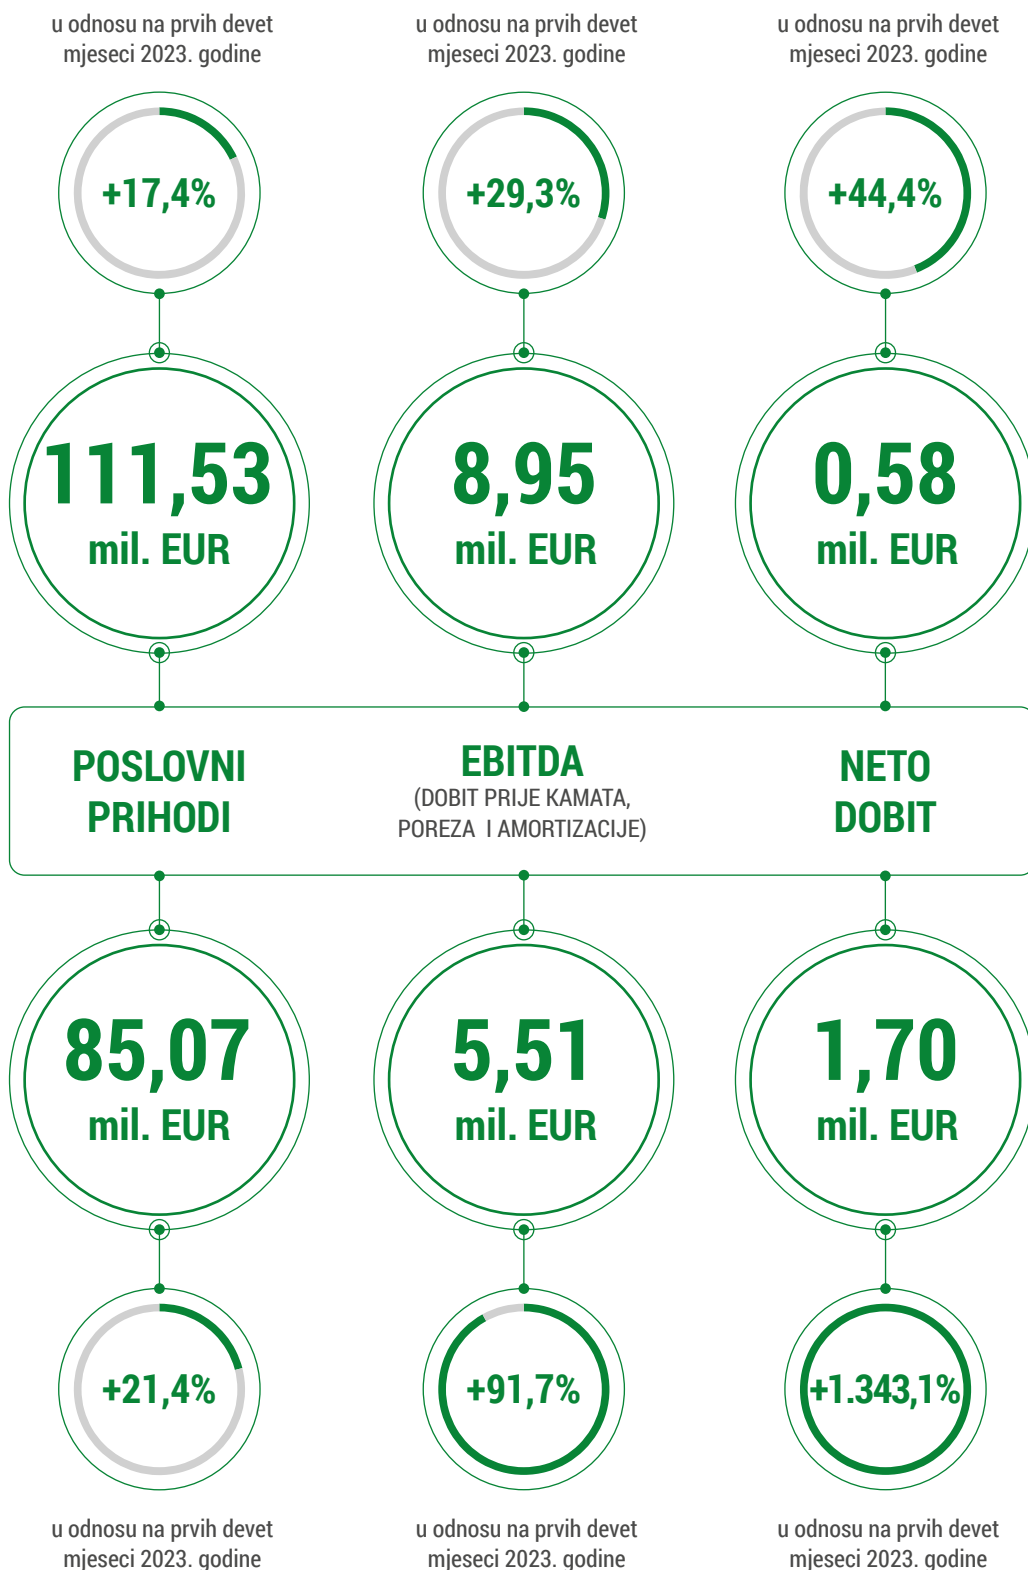 u odnosu na prvih devet
mjeseci 2023. godine
u odnosu na prvih devet
mjeseci 2023. godine
u odnosu na prvih devet
mjeseci 2023. godine
+17,4%
+29,3%
+44,4%
111,53
mil. EUR
8,95
mil. EUR
0,58
mil. EUR
POSLOVNI
PRIHODI
EBITDA
(DOBIT PRIJE KAMATA,
POREZA I AMORTIZACIJE)
NETO
DOBIT
85,07
mil. EUR
5,51
mil. EUR
1,70
mil. EUR
+21,4%
+91,7%
+1.343,1%
u odnosu na prvih devet
mjeseci 2023. godine
u odnosu na prvih devet
mjeseci 2023. godine
u odnosu na prvih devet
mjeseci 2023. godine